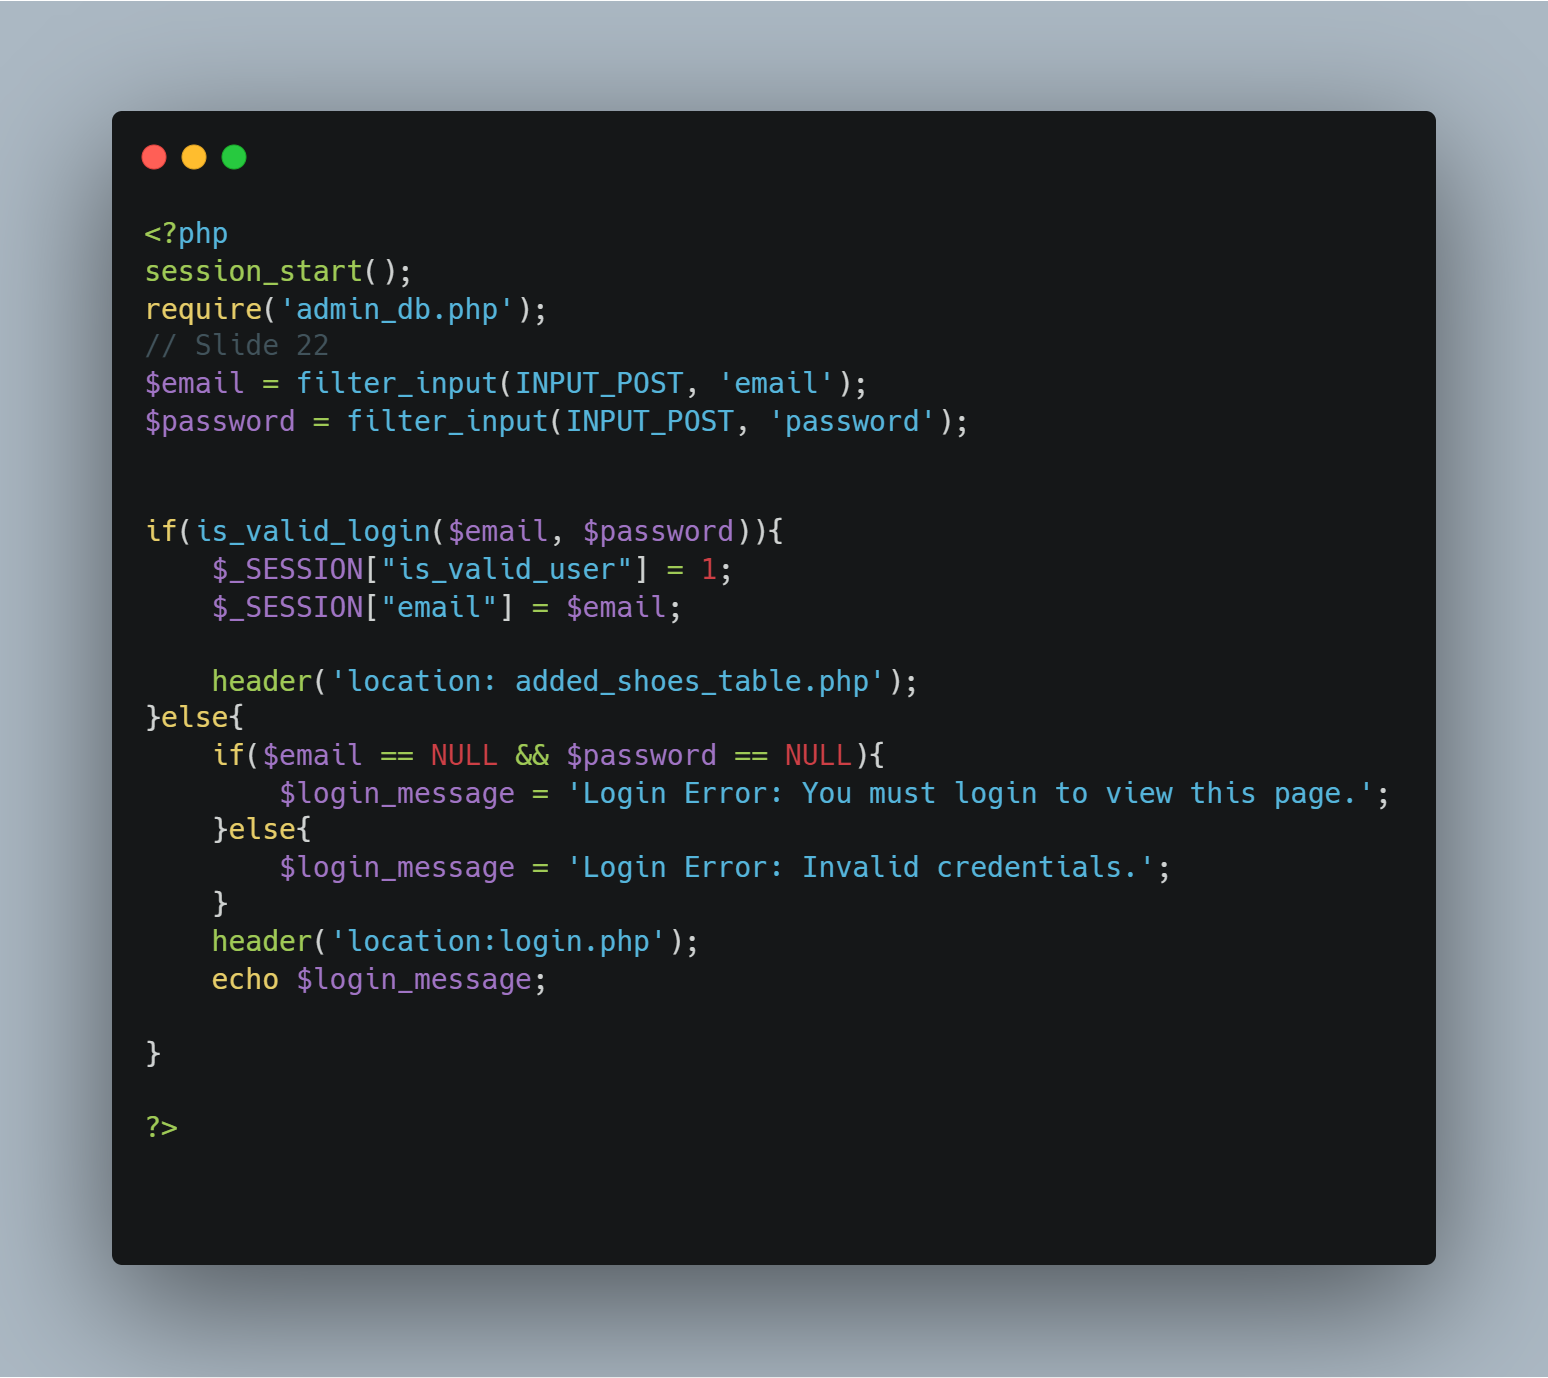 <?php
session_start();
require('admin_db.php');
// Slide 22
$email = filter_input(INPUT_POST, 'email');
$password = filter_input(INPUT_POST, 'password');
if(is_valid_login($email, $password)){
    $_SESSION["is_valid_user"] = 1;
    $_SESSION["email"] = $email;
    header('location: added_shoes_table.php');
}else{
    if($email == NULL && $password == NULL){
        $login_message = 'Login Error: You must login to view this page.';
    }else{
        $login_message = 'Login Error: Invalid credentials.';
    }
    header('location:login.php');
    echo $login_message;
}
?>